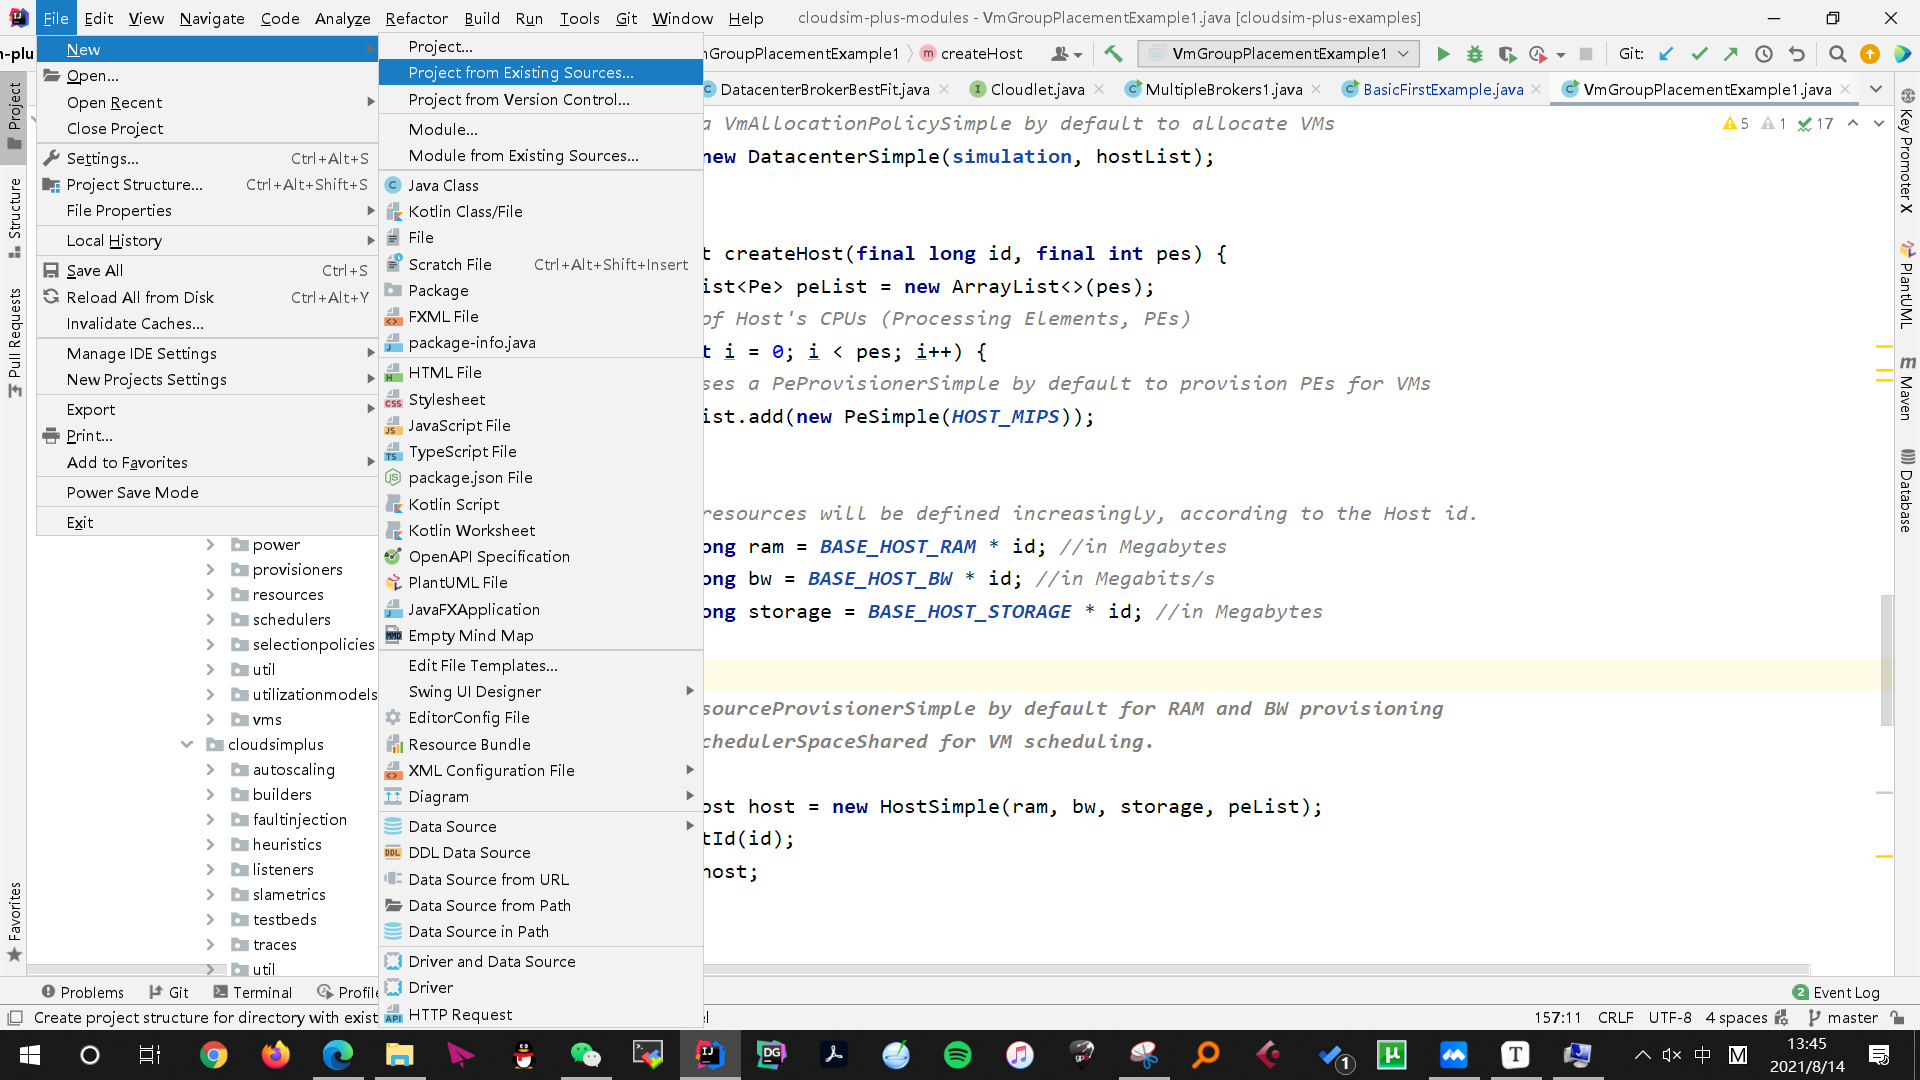 File Edit View Navigate Code Analyze Refactor Build Run Tools Git Window Help cloudsim-plus-modules - VmGroupPlacementExample1.java [cloudsim-plus-examples]
n-plu
mGroupPlacementExample1 createHost VmGroupPlacementExample1 Git:
DatacenterBrokerBestFit.java Cloudlet.java MultipleBrokers1.java BasicFirstExample.java VmGroupPlacementExample1.java
New
Open...
Open Recent
Close Project
Settings... Ctrl+Alt+S
Project Structure... Ctrl+Alt+Shift+S
File Properties
Local History
Save All Ctrl+S
Reload All from Disk Ctrl+Alt+Y
Invalidate Caches...
Manage IDE Settings
New Projects Settings
Export
Print...
Add to Favorites
Power Save Mode
Exit
Project...
Project from Existing Sources...
Project from Version Control...
Module...
Module from Existing Sources...
Java Class
Kotlin Class/File
File
Scratch File Ctrl+Alt+Shift+Insert
Package
FXML File
package-info.java
HTML File
Stylesheet
JavaScript File
TypeScript File
package.json File
Kotlin Script
Kotlin Worksheet
OpenAPI Specification
PlantUML File
JavaFXApplication
Empty Mind Map
Edit File Templates...
Swing UI Designer
EditorConfig File
Resource Bundle
XML Configuration File
Diagram
Data Source
DDL Data Source
Data Source from URL
Data Source from Path
Data Source in Path
Driver and Data Source
Driver
HTTP Request
power
provisioners
resources
schedulers
selectionpolicies
util
utilizationmodels
vms
cloudsimplus
autoscaling
builders
faultinjection
heuristics
listeners
slametrics
testbeds
traces
util
Project
Structure
Pull Requests
Favorites
5 1 17
a VmAllocationPolicySimple by default to allocate VMs
new DatacenterSimple(simulation, hostList);
t createHost(final long id, final int pes) {
ist<Pe> peList = new ArrayList<>(pes);
of Host's CPUs (Processing Elements, PEs)
t i = 0; i < pes; i++) {
ses a PeProvisionerSimple by default to provision PEs for VMs
ist.add(new PeSimple(HOST_MIPS));
resources will be defined increasingly, according to the Host id.
ong ram = BASE_HOST_RAM * id; //in Megabytes
ong bw = BASE_HOST_BW * id; //in Megabits/s
ong storage = BASE_HOST_STORAGE * id; //in Megabytes
sourceProvisionerSimple by default for RAM and BW provisioning
chedulerSpaceShared for VM scheduling.
ost host = new HostSimple(ram, bw, storage, peList);
tId(id);
host;
Key Promoter X
PlantUML
Maven
Database
Problems Git Terminal Profile 2 Event Log
Create project structure for directory with exist el 157:11 CRLF UTF-8 4 spaces master
1 中 M 13:45
2021/8/14